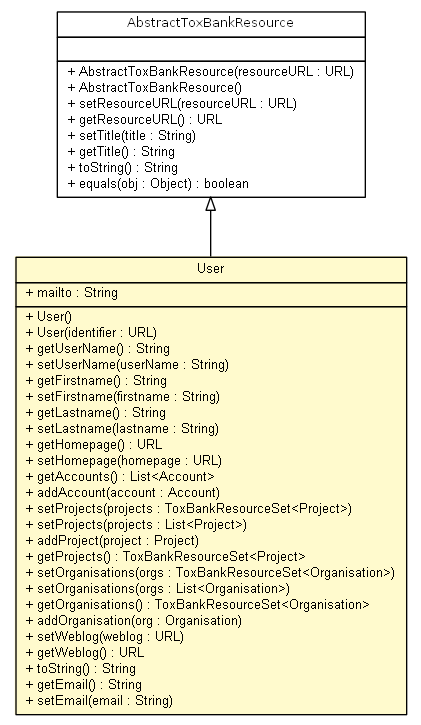 AbstractToxBankResource
+ AbstractToxBankResource(resourceURL : URL)
+ AbstractToxBankResource()
+ setResourceURL(resourceURL : URL)
+ getResourceURL() : URL
+ setTitle(title : String)
+ getTitle() : String
+ toString() : String
+ equals(obj : Object) : boolean
User
+ mailto : String
+ User()
+ User(identifier : URL)
+ getUserName() : String
+ setUserName(userName : String)
+ getFirstname() : String
+ setFirstname(firstname : String)
+ getLastname() : String
+ setLastname(lastname : String)
+ getHomepage() : URL
+ setHomepage(homepage : URL)
+ getAccounts() : List<Account>
+ addAccount(account : Account)
+ setProjects(projects : ToxBankResourceSet<Project>)
+ setProjects(projects : List<Project>)
+ addProject(project : Project)
+ getProjects() : ToxBankResourceSet<Project>
+ setOrganisations(orgs : ToxBankResourceSet<Organisation>)
+ setOrganisations(orgs : List<Organisation>)
+ getOrganisations() : ToxBankResourceSet<Organisation>
+ addOrganisation(org : Organisation)
+ setWeblog(weblog : URL)
+ getWeblog() : URL
+ toString() : String
+ getEmail() : String
+ setEmail(email : String)